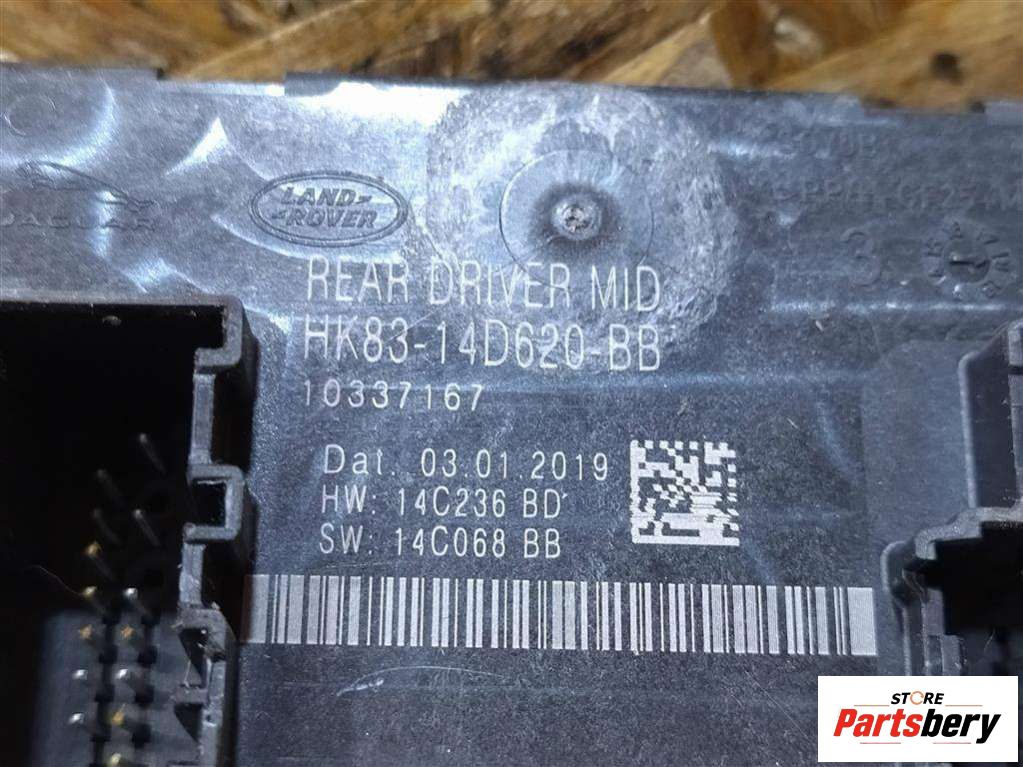 JAGUAR
LAND ROVER
REAR DRIVER MID
HK83-14D620-BB
10337167
Dat. 03.01.2019
HW: 14C236 BD
SW: 14C068 BB
STORE
Partsbery